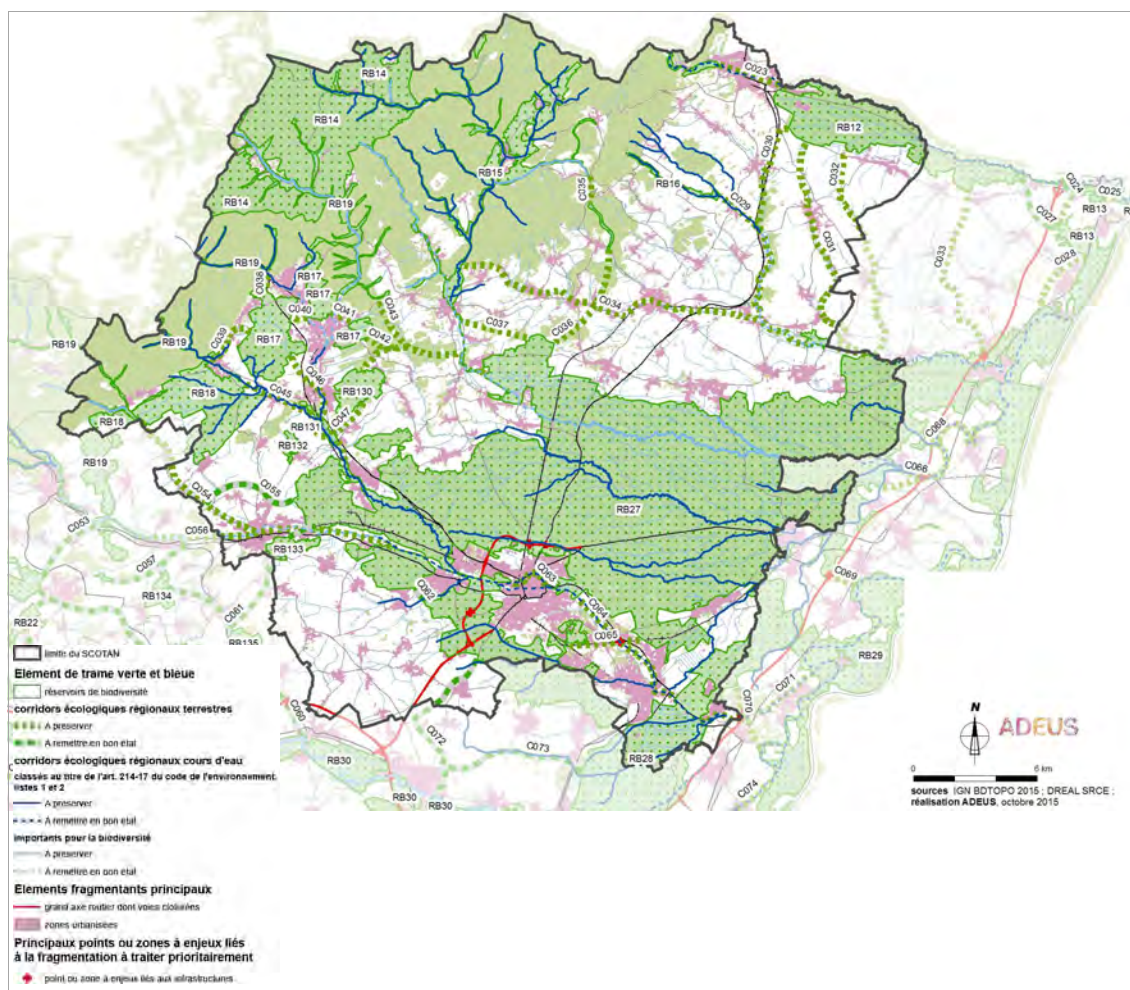 RB14
C023
RB14
RB12
C030
C032
RB15
C035
RB16
C024
C025
RB14
RB19
C029
C027
RB13
RB13
C031
C033
C028
RB19
RB17
C038
RB17
C034
C040
C041
C043
C037
C036
C042
RB17
RB17
C039
RB19
RB19
C046
RB130
RB18
C045
C047
RB18
RB131
RB132
C068
RB19
C066
C055
C054
RB27
C053
C056
RB133
C057
C063
C069
C062
RB134
C064
C061
RB22
C065
RB135
RB29
C071
C060
C070
C072
C073
RB30
RB28
RB30
RB30
C074
limite du SCOTAN
Element de trame verte et bleue
réservoirs de biodiversité
corridors écologiques régionaux terrestres
A préserver
A remettre en bon état
corridors écologiques régionaux cours d'eau
classés au titre de l'art. 214-17 du code de l'environnement,
listes 1 et 2
A préserver
A remettre en bon état
importants pour la biodiversité
A préserver
A remettre en bon état
Elements fragmentants principaux
grand axe routier dont voies cloturées
zones urbanisées
Principaux points ou zones à enjeux liés
à la fragmentation à traiter prioritairement
point ou zone à enjeux liés aux infrastructures
N
ADEUS
0 6 km
sources IGN BDTOPO 2015 ; DREAL SRCE ;
réalisation ADEUS, octobre 2015